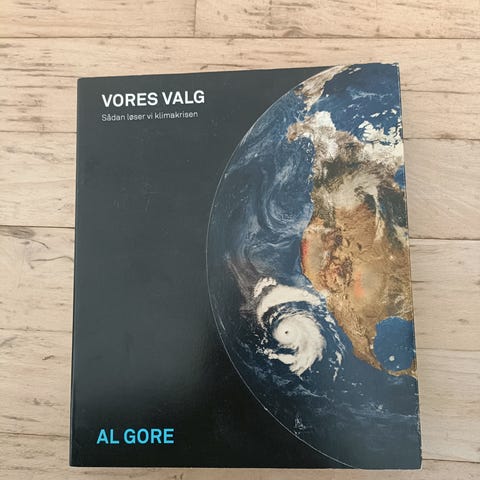 VORES VALG
Sådan løser vi klimakrisen
AL GORE